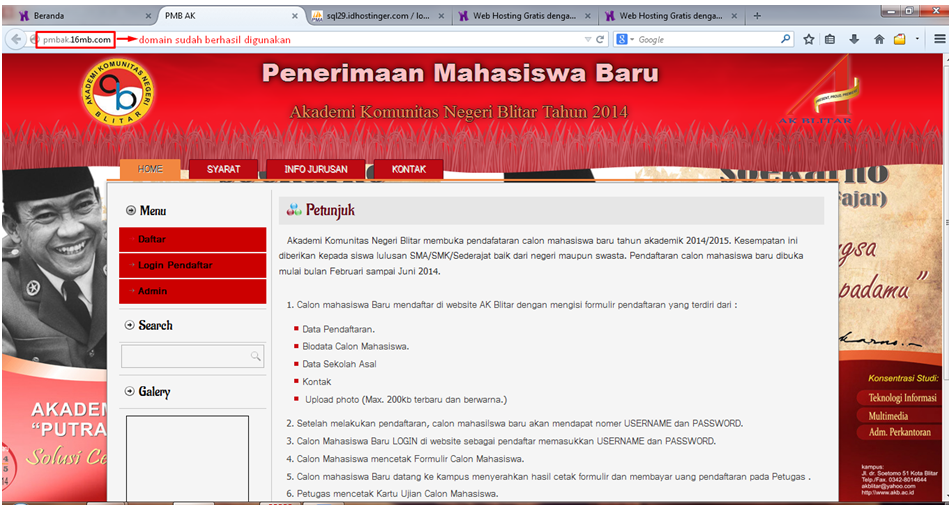 Beranda
PMB AK
sql29.idhostinger.com / lo...
Web Hosting Gratis denga...
Web Hosting Gratis denga...
pmbak.16mb.com
domain sudah berhasil digunakan
Google
AKADEMI KOMUNITAS NEGERI
BLITAR
Penerimaan Mahasiswa Baru
Akademi Komunitas Negeri Blitar Tahun 2014
AK BLITAR
HOME
SYARAT
INFO JURUSAN
KONTAK
Fajar)
ngsa
padamu"
Menu
Daftar
Login Pendaftar
Admin
Search
Galery
Petunjuk
Akademi Komunitas Negeri Blitar membuka pendafataran calon mahasiswa baru tahun akademik 2014/2015. Kesempatan ini
diberikan kepada siswa lulusan SMA/SMK/Sederajat baik dari negeri maupun swasta. Pendaftaran calon mahasiswa baru dibuka
mulai bulan Februari sampai Juni 2014.
1. Calon mahasiswa Baru mendaftar di website AK Blitar dengan mengisi formulir pendaftaran yang terdiri dari :
Data Pendaftaran.
Biodata Calon Mahasiswa.
Data Sekolah Asal
Kontak
Upload photo (Max. 200kb terbaru dan berwarna.)
2. Setelah melakukan pendaftaran, calon mahasilswa baru akan mendapat nomer USERNAME dan PASSWORD.
3. Calon Mahasiswa Baru LOGIN di website sebagai pendaftar memasukkan USERNAME dan PASSWORD.
4. Calon Mahasiswa mencetak Formulir Calon Mahasiswa.
5. Calon mahasiswa Baru datang ke kampus menyerahkan hasil cetak formulir dan membayar uang pendaftaran pada Petugas .
6. Petugas mencetak Kartu Ujian Calon Mahasiswa.
AKADEM
"PUTRA
Solusi Ce
Konsentrasi Studi:
Teknologi Informasi
Multimedia
Adm. Perkantoran
kampus:
Jl. dr. Soetomo 51 Kota Blitar
Telp./Fax. 0342-8014644
akblitar@yahoo.com
http://www.akb.ac.id